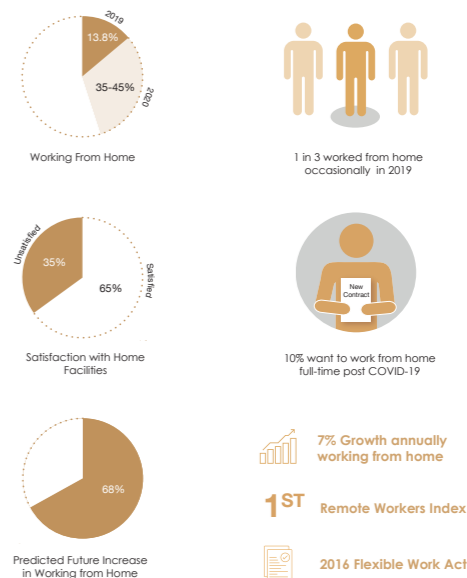 2019
13.8%
35-45%
2020
Working From Home
1 in 3 worked from home
occasionally in 2019
Unsatisfied
35%
65%
Satisfied
Satisfaction with Home
Facilities
New
Contract
10% want to work from home
full-time post COVID-19
68%
Predicted Future Increase
in Working from Home
7% Growth annually
working from home
1ST Remote Workers Index
2016 Flexible Work Act